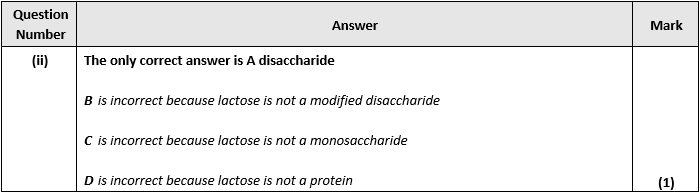 Question Number Answer Mark
(ii) The only correct answer is A disaccharide
B is incorrect because lactose is not a modified disaccharide
C is incorrect because lactose is not a monosaccharide
D is incorrect because lactose is not a protein (1)